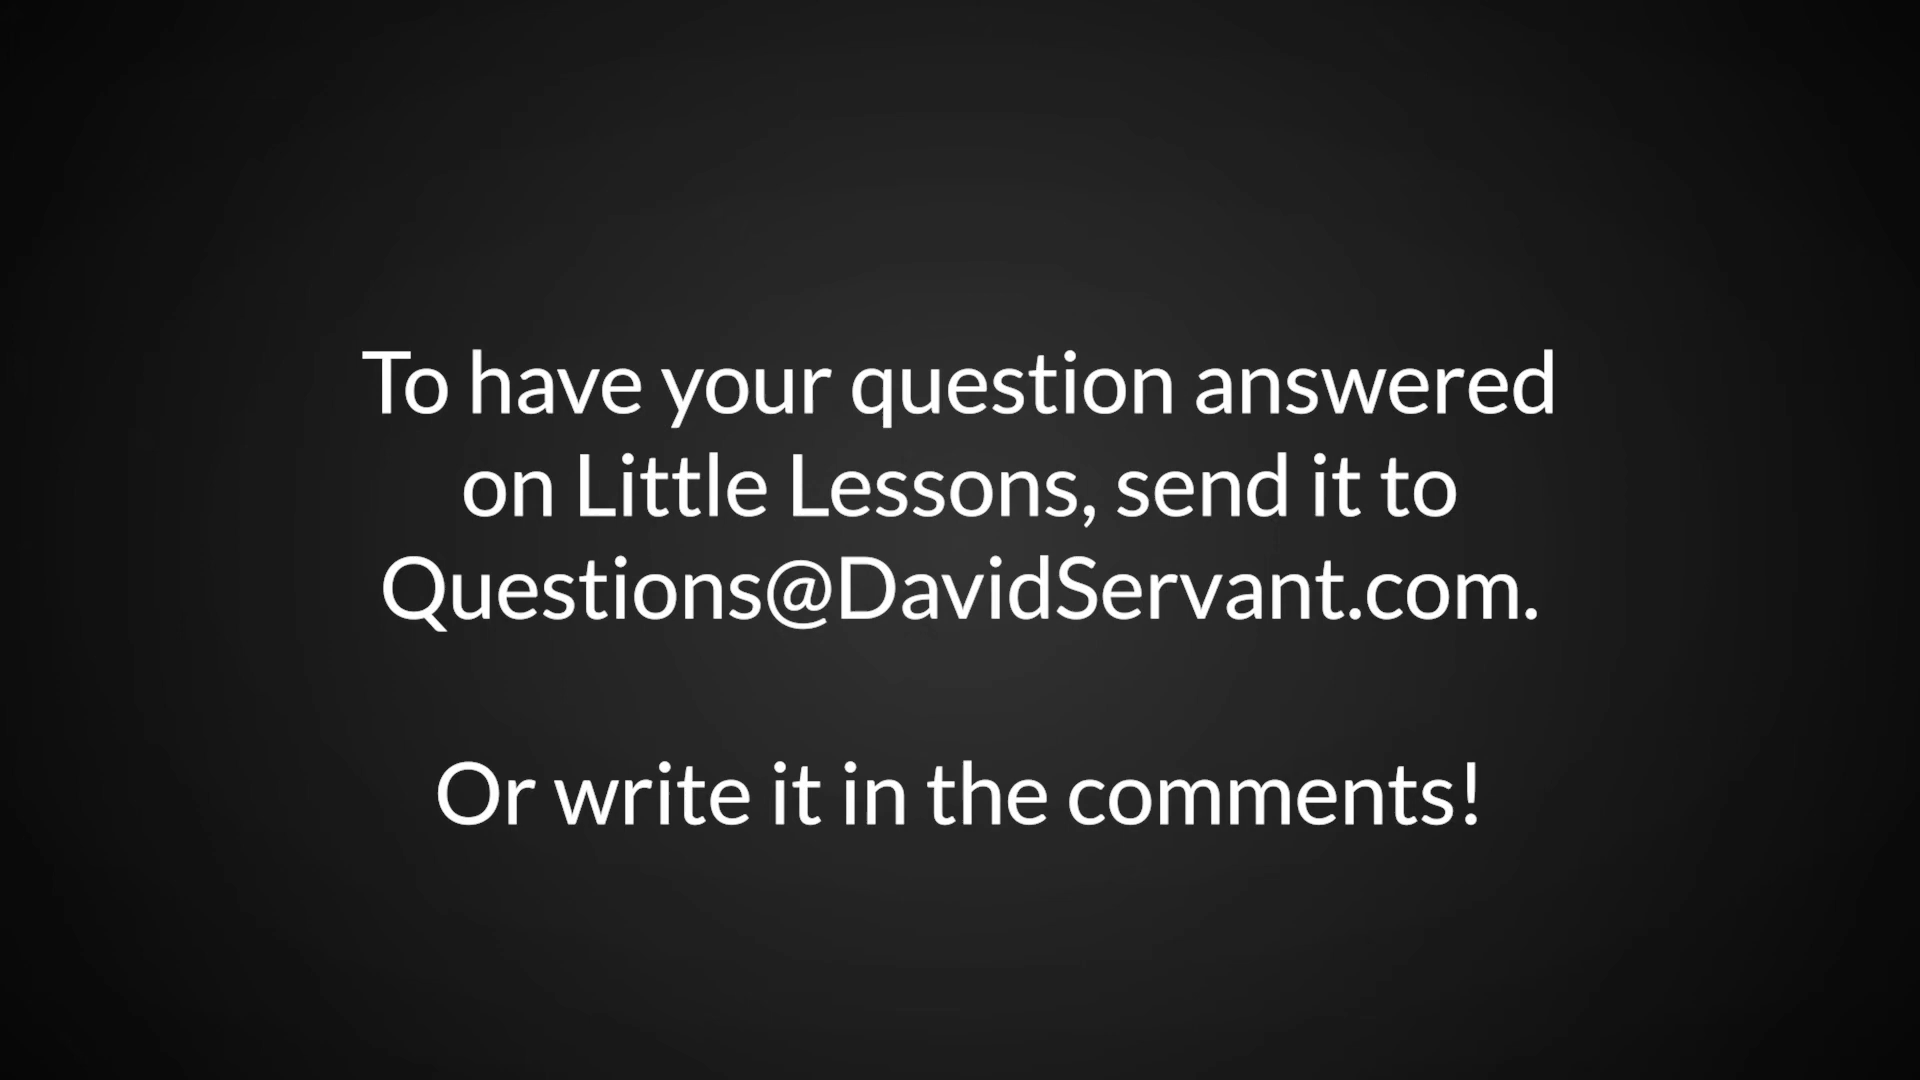 To have your question answered
on Little Lessons, send it to
Questions@DavidServant.com.
Or write it in the comments!